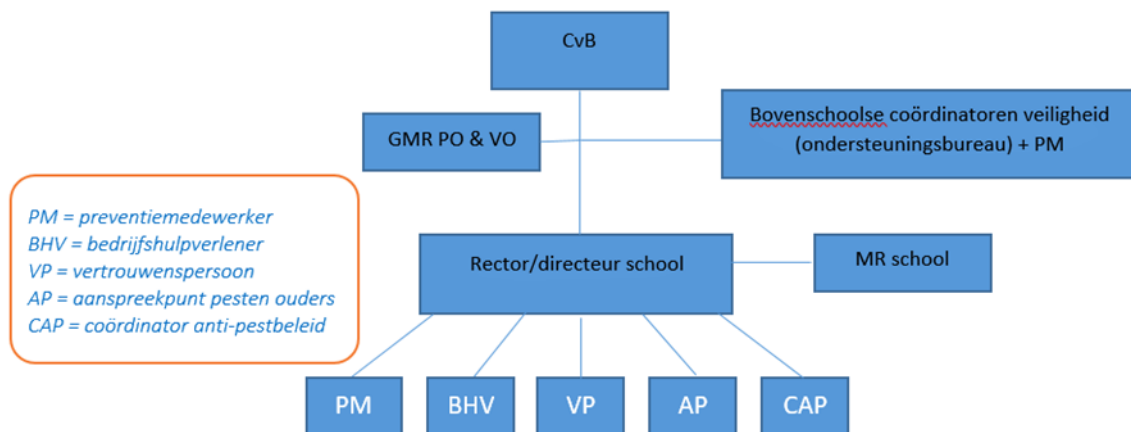 CvB
GMR PO & VO
Bovenschoolse coördinatoren veiligheid
(ondersteuningsbureau) + PM
PM = preventiemedewerker
BHV = bedrijfshulpverlener
VP = vertrouwenspersoon
AP = aanspreekpunt pesten ouders
CAP = coördinator anti-pestbeleid
Rector/directeur school
MR school
PM
BHV
VP
AP
CAP